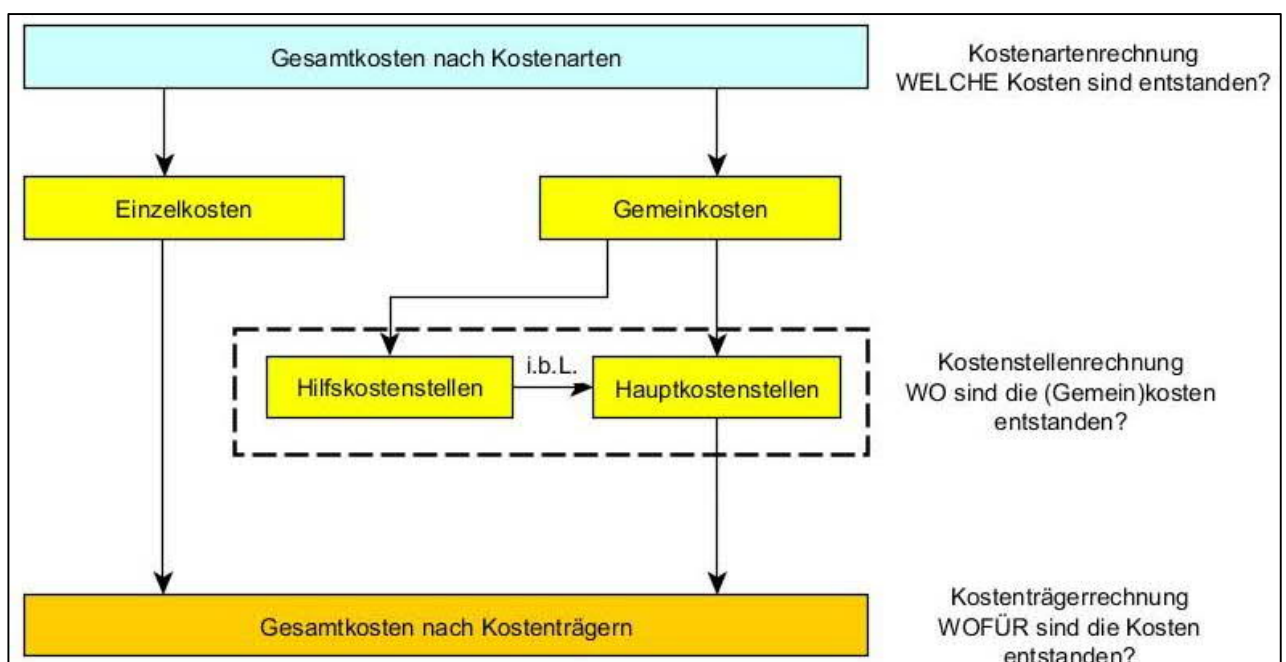 Gesamtkosten nach Kostenarten
Kostenartenrechnung
WELCHE Kosten sind entstanden?
Einzelkosten
Gemeinkosten
Hilfskostenstellen
i.b.L.
Hauptkostenstellen
Kostenstellenrechnung
WO sind die (Gemein)kosten
entstanden?
Gesamtkosten nach Kostenträgern
Kostenträgerrechnung
WOFÜR sind die Kosten
entstanden?